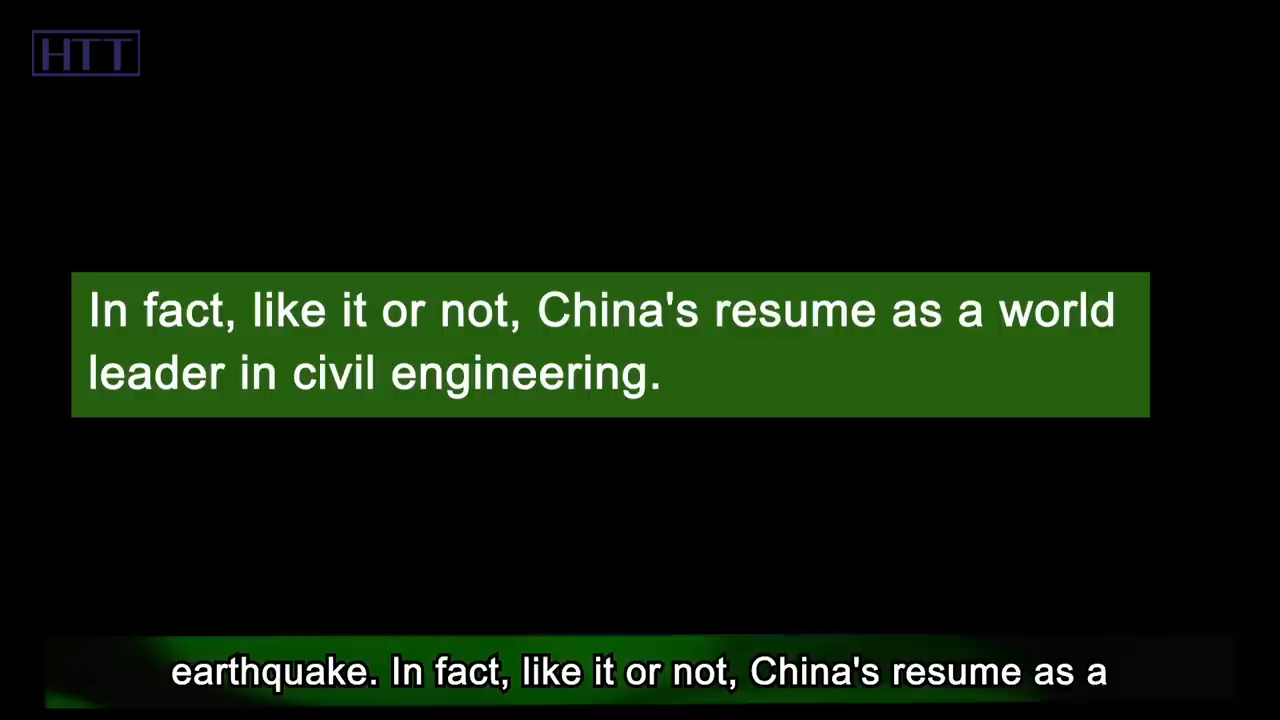 HTT
In fact, like it or not, China's resume as a world
leader in civil engineering.
earthquake. In fact, like it or not, China's resume as a